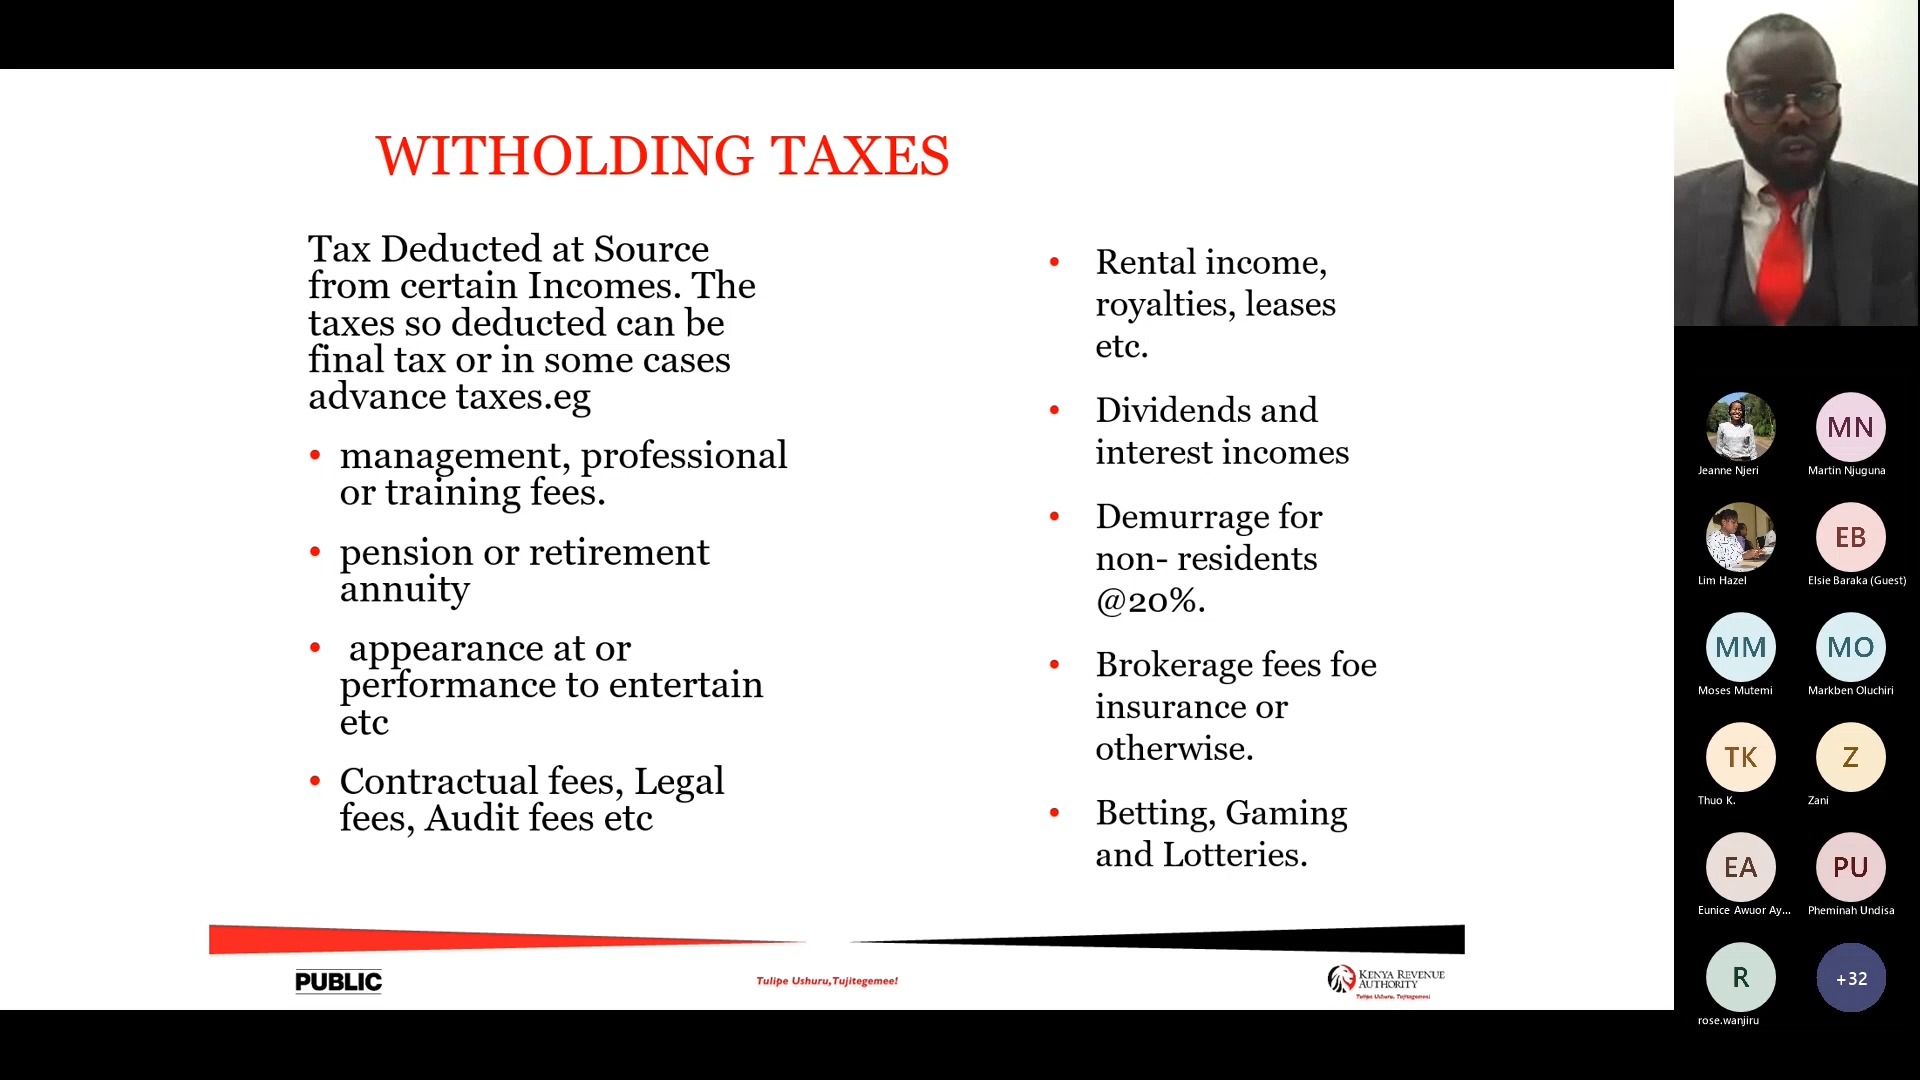 WITHOLDING TAXES
Tax Deducted at Source
from certain Incomes. The
taxes so deducted can be
final tax or in some cases
advance taxes.eg
• management, professional
or training fees.
• pension or retirement
annuity
• appearance at or
performance to entertain
etc
• Contractual fees, Legal
fees, Audit fees etc
• Rental income,
royalties, leases
etc.
• Dividends and
interest incomes
• Demurrage for
non- residents
@20%.
• Brokerage fees foe
insurance or
otherwise.
• Betting, Gaming
and Lotteries.
PUBLIC
Tulipe Ushuru,Tujitegemee!
KENYA REVENUE
AUTHORITY
Tulipe Ushuru, Tujitegemee!
Jeanne Njeri
MN
Martin Njuguna
Lim Hazel
EB
Elsie Baraka (Guest)
MM
Moses Mutemi
MO
Markben Oluchiri
TK
Thuo K.
Z
Zani
EA
Eunice Awuor Ay...
PU
Pheminah Undisa
R
rose.wanjiru
+32